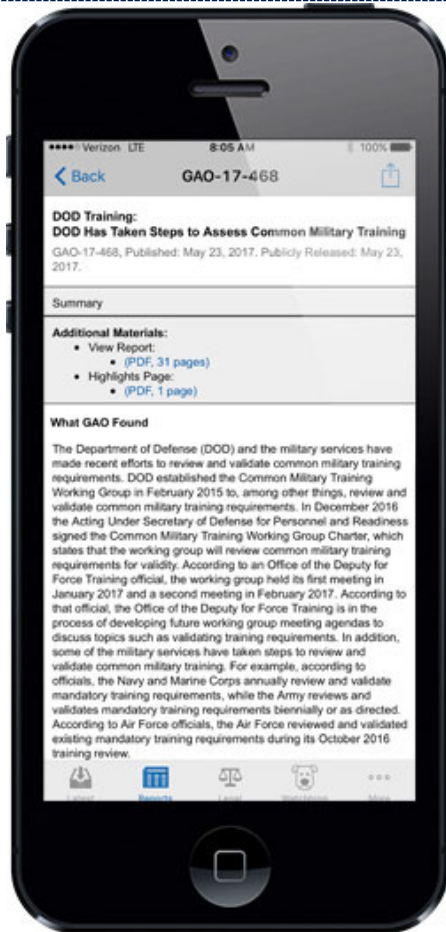 Verizon LTE 8:05 AM 100%
Back GAO-17-468
DOD Training:
DOD Has Taken Steps to Assess Common Military Training
GAO-17-468, Published: May 23, 2017. Publicly Released: May 23,
2017.
Summary
Additional Materials:
• View Report:
• (PDF, 31 pages)
• Highlights Page:
• (PDF, 1 page)
What GAO Found
The Department of Defense (DOD) and the military services have
made recent efforts to review and validate common military training
requirements. DOD established the Common Military Training
Working Group in February 2015 to, among other things, review and
validate common military training requirements. In December 2016
the Acting Under Secretary of Defense for Personnel and Readiness
signed the Common Military Training Working Group Charter, which
states that the working group will review common military training
requirements for validity. According to an Office of the Deputy for
Force Training official, the working group held its first meeting in
January 2017 and a second meeting in February 2017. According to
that official, the Office of the Deputy for Force Training is in the
process of developing future working group meeting agendas to
discuss topics such as validating training requirements. In addition,
some of the military services have taken steps to review and
validate common military training. For example, according to
officials, the Navy and Marine Corps annually review and validate
mandatory training requirements, while the Army reviews and
validates mandatory training requirements biennially or as directed.
According to Air Force officials, the Air Force reviewed and validated
existing mandatory training requirements during its October 2016
training review.
Latest Reports Legal Watchblog More